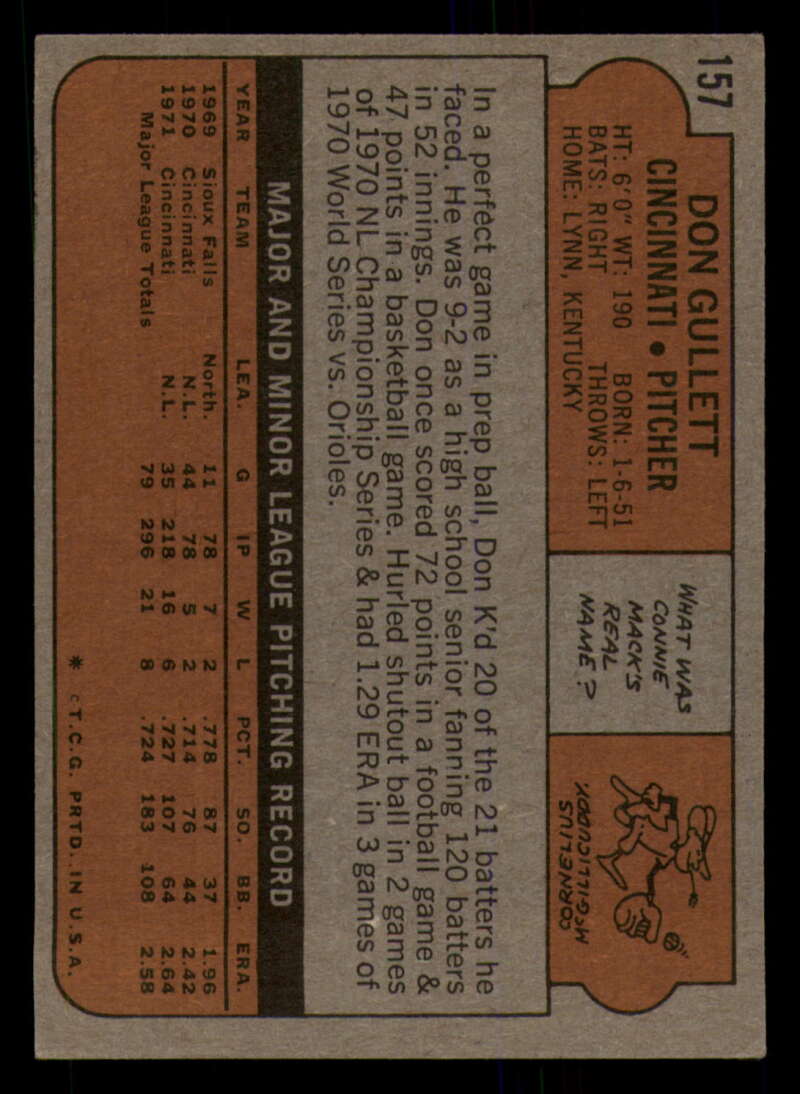 157
DON GULLETT
CINCINNATI • PITCHER
HT: 6'0" WT: 190 BORN: 1-6-51
BATS: RIGHT THROWS: LEFT
HOME: LYNN, KENTUCKY
WHAT WAS
CONNIE
MACK'S
REAL
NAME?
CORNELIUS
McGILLICUDDY
In a perfect game in prep ball, Don K'd 20 of the 21 batters he
faced. He was 9-2 as a high school senior fanning 120 batters
in 52 innings. Don once scored 72 points in a football game &
47 points in a basketball game. Hurled shutout ball in 2 games
of 1970 NL Championship Series & had 1.29 ERA in 3 games of
1970 World Series vs. Orioles.
MAJOR AND MINOR LEAGUE PITCHING RECORD
YEAR TEAM LEA. G IP W L PCT. SO. BB. ERA.
1969 Sioux Falls North. 11 78 7 2 .778 87 37 1.96
1970 Cincinnati N.L. 44 78 5 2 .714 76 44 2.42
1971 Cincinnati N.L. 35 218 16 6 .727 107 64 2.64
Major League Totals 79 296 21 8 .724 183 108 2.58
* c T.C.G. PRTD. IN U.S.A.